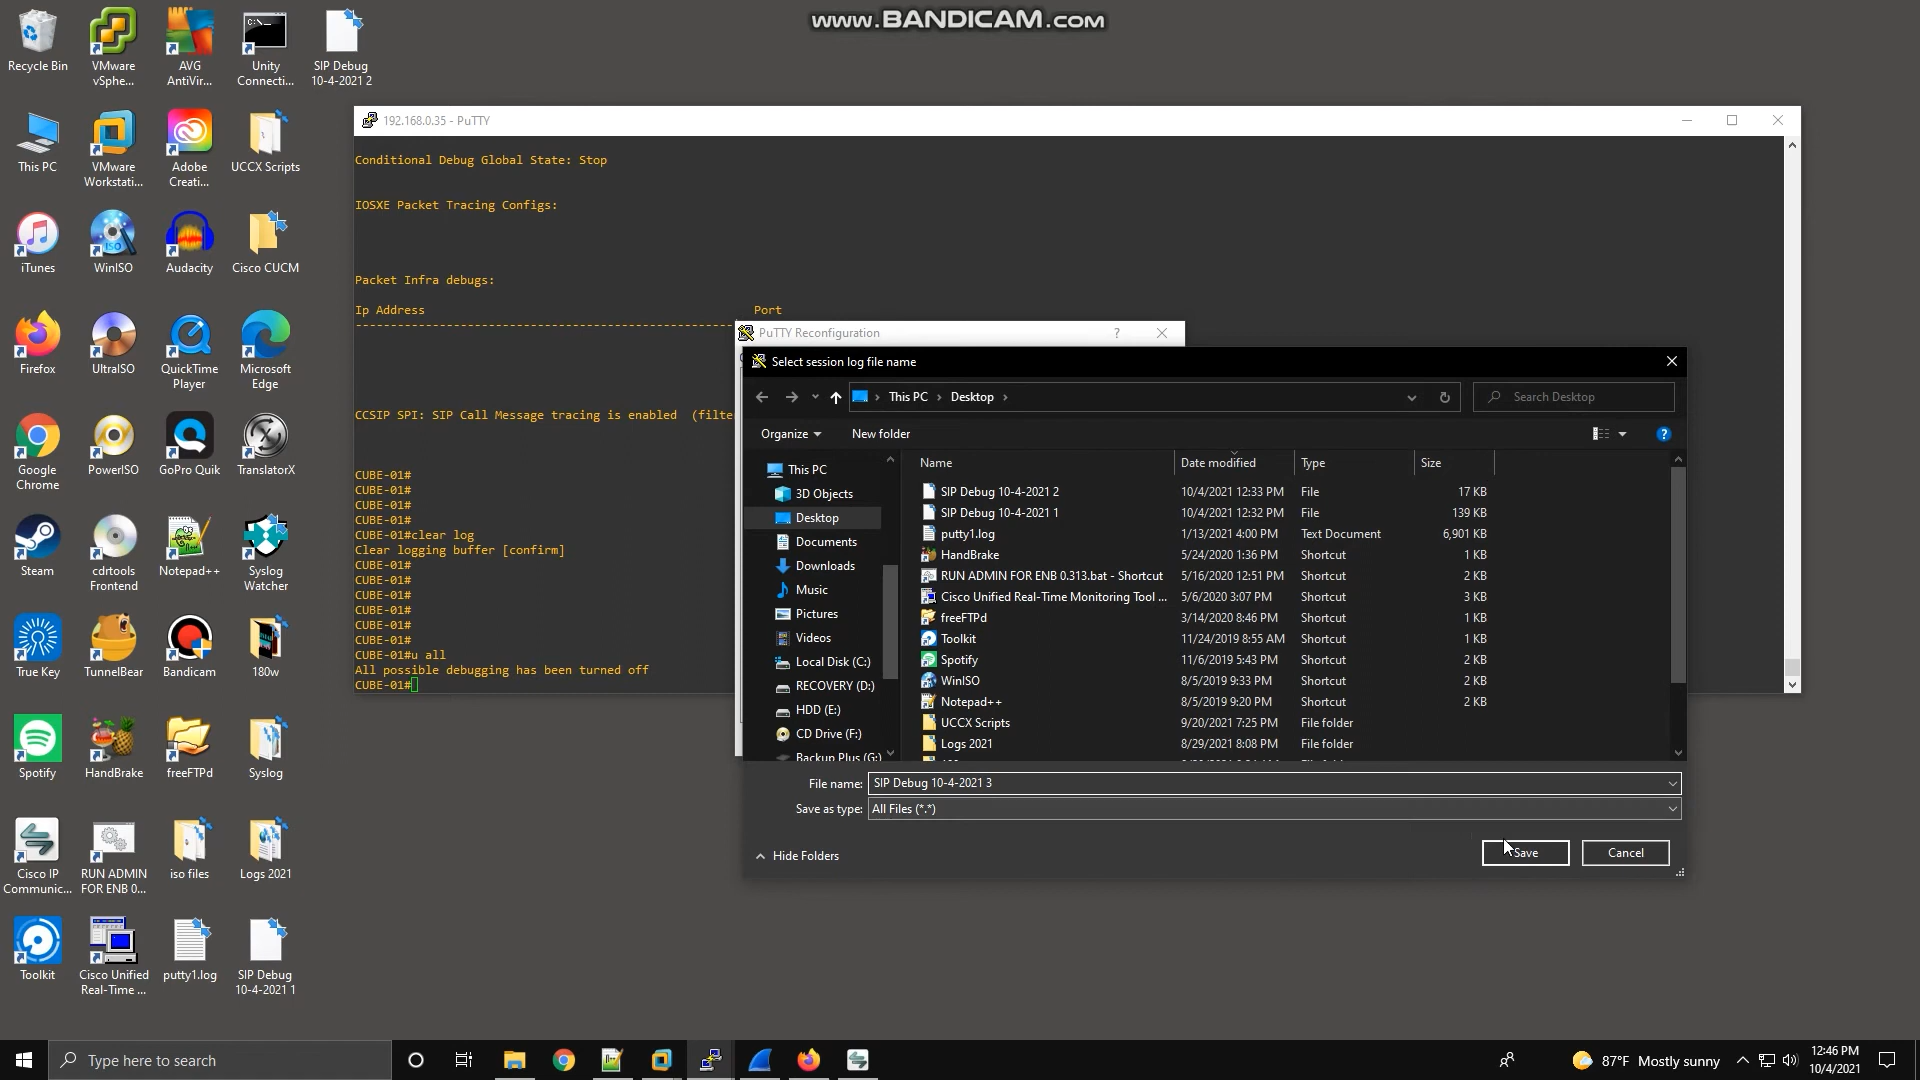 www.BANDICAM.com
Recycle Bin
VMware
vSphe...
AVG
AntiVir...
Unity
Connecti...
SIP Debug
10-4-2021 2
This PC
VMware
Workstati...
Adobe
Creati...
UCCX Scripts
iTunes
WinISO
Audacity
Cisco CUCM
Firefox
UltraISO
QuickTime
Player
Microsoft
Edge
Google
Chrome
PowerISO
GoPro Quik
TranslatorX
Steam
cdrtools
Frontend
Notepad++
Syslog
Watcher
True Key
TunnelBear
Bandicam
180w
Spotify
HandBrake
freeFTPd
Syslog
Cisco IP
Communic...
RUN ADMIN
FOR ENB 0...
iso files
Logs 2021
Toolkit
Cisco Unified
Real-Time ...
putty1.log
SIP Debug
10-4-2021 1
192.168.0.35 - PuTTY
Conditional Debug Global State: Stop
IOSXE Packet Tracing Configs:
Packet Infra debugs:
Ip Address Port
------------------------------------------------------
CCSIP SPI: SIP Call Message tracing is enabled (filte
CUBE-01#
CUBE-01#
CUBE-01#
CUBE-01#
CUBE-01#clear log
Clear logging buffer [confirm]
CUBE-01#
CUBE-01#
CUBE-01#
CUBE-01#
CUBE-01#
CUBE-01#
CUBE-01#u all
All possible debugging has been turned off
CUBE-01#
PuTTY Reconfiguration ?
Select session log file name
This PC > Desktop >
Search Desktop
Organize New folder
This PC
3D Objects
Desktop
Documents
Downloads
Music
Pictures
Videos
Local Disk (C:)
RECOVERY (D:)
HDD (E:)
CD Drive (F:)
Backup Plus (G:)
Name Date modified Type Size
SIP Debug 10-4-2021 2 10/4/2021 12:33 PM File 17 KB
SIP Debug 10-4-2021 1 10/4/2021 12:32 PM File 139 KB
putty1.log 1/13/2021 4:00 PM Text Document 6,901 KB
HandBrake 5/24/2020 1:36 PM Shortcut 1 KB
RUN ADMIN FOR ENB 0.313.bat - Shortcut 5/16/2020 12:51 PM Shortcut 2 KB
Cisco Unified Real-Time Monitoring Tool ... 5/6/2020 3:07 PM Shortcut 3 KB
freeFTPd 3/14/2020 8:46 PM Shortcut 1 KB
Toolkit 11/24/2019 8:55 AM Shortcut 1 KB
Spotify 11/6/2019 5:43 PM Shortcut 2 KB
WinISO 8/5/2019 9:33 PM Shortcut 2 KB
Notepad++ 8/5/2019 9:20 PM Shortcut 2 KB
UCCX Scripts 9/20/2021 7:25 PM File folder
Logs 2021 8/29/2021 8:08 PM File folder
File name: SIP Debug 10-4-2021 3
Save as type: All Files (*.*)
Hide Folders
Save Cancel
Type here to search
87°F Mostly sunny
12:46 PM
10/4/2021